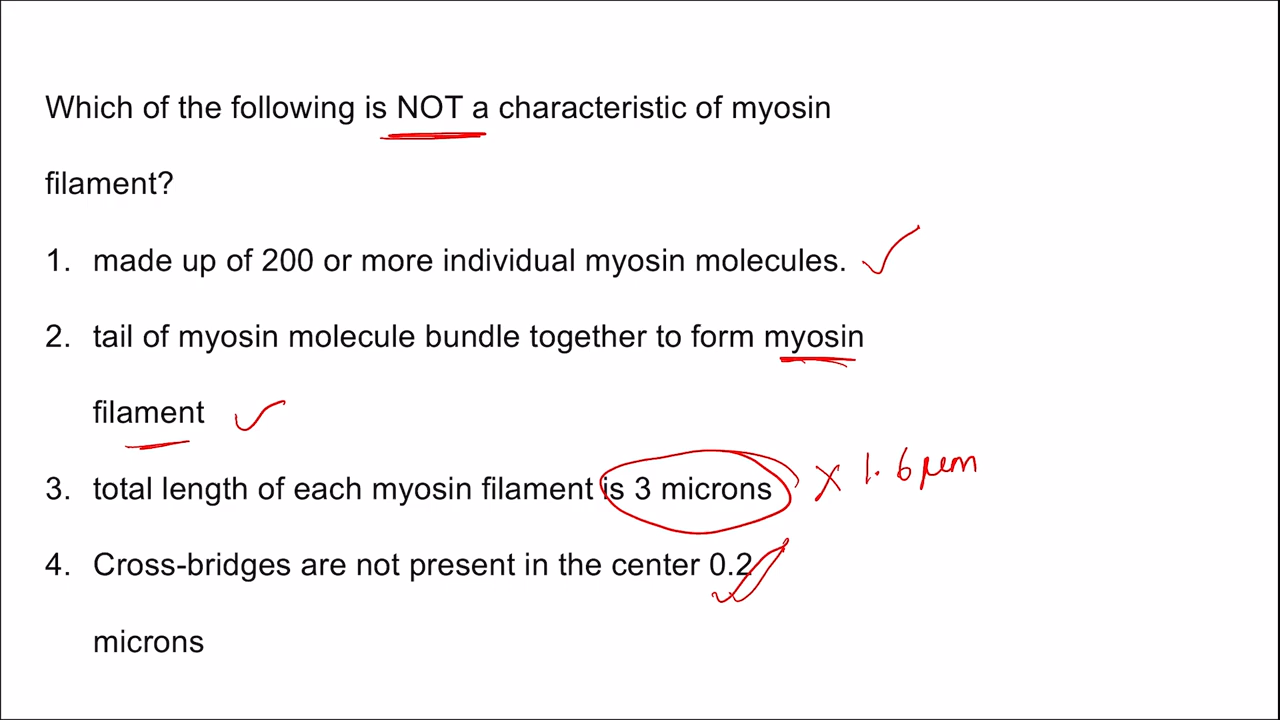 Which of the following is NOT a characteristic of myosin
filament?
1. made up of 200 or more individual myosin molecules.
2. tail of myosin molecule bundle together to form myosin
filament
3. total length of each myosin filament is 3 microns x 1.6 μm
4. Cross-bridges are not present in the center 0.2
microns